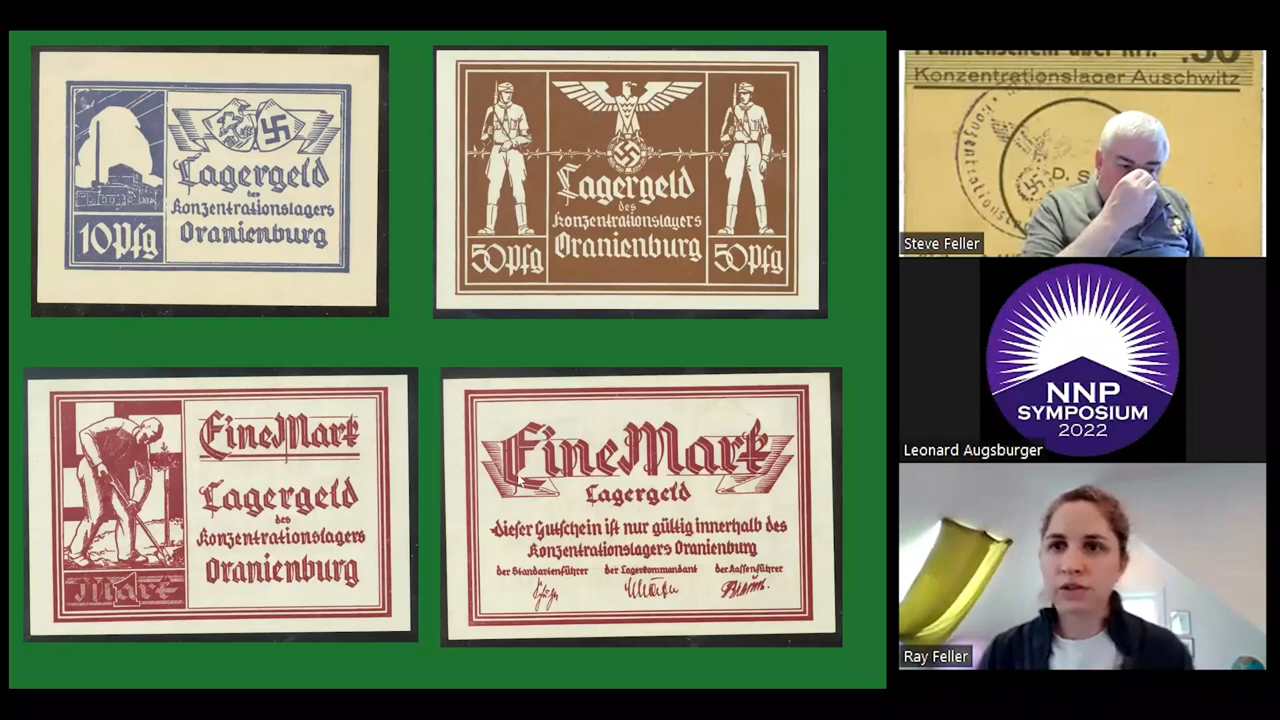 Lagergeld
des
Konzentrationslagers
Oranienburg
10Pfg
Lagergeld
des
Konzentrationslagers
Oranienburg
50Pfg
50Pfg
Eine Mark
Lagergeld
des
Konzentrationslagers
Oranienburg
1 Mark
Eine Mark
Lagergeld
Dieser Gutschein ist nur gültig innerhalb des
Konzentrationslagers Oranienburg
der Standartenführer der Lagerkommandant der Kassenführer
.50
Konzentrationslager Auschwitz
Steve Feller
NNP
SYMPOSIUM
2022
Leonard Augsburger
Ray Feller